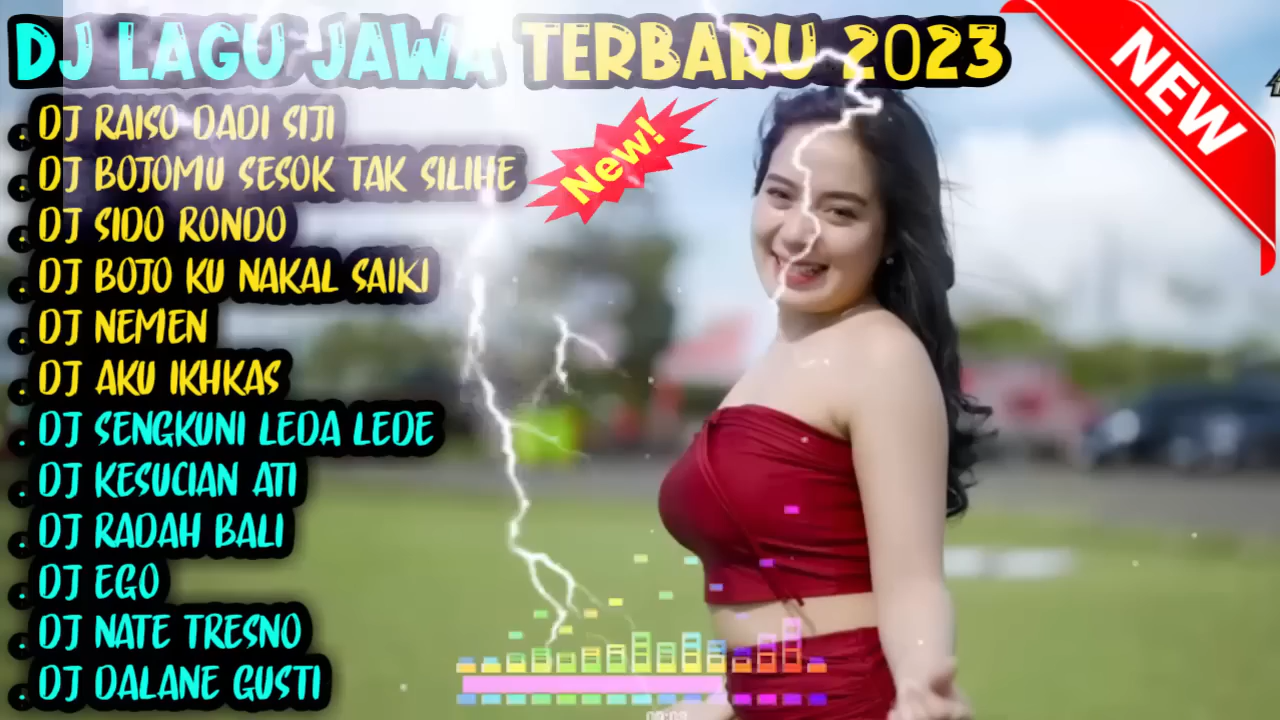 DJ LAGU JAWA TERBARU 2023
NEW
New!
. DJ RAISO DADI SIJI
. DJ BOJOMU SESOK TAK SILIHE
. DJ SIDO RONDO
. DJ BOJO KU NAKAL SAIKI
. DJ NEMEN
. DJ AKU IKHKAS
. DJ SENGKUNI LEDA LEDE
. DJ KESUCIAN ATI
. DJ RADAH BALI
. DJ EGO
. DJ NATE TRESNO
. DJ DALANE GUSTI